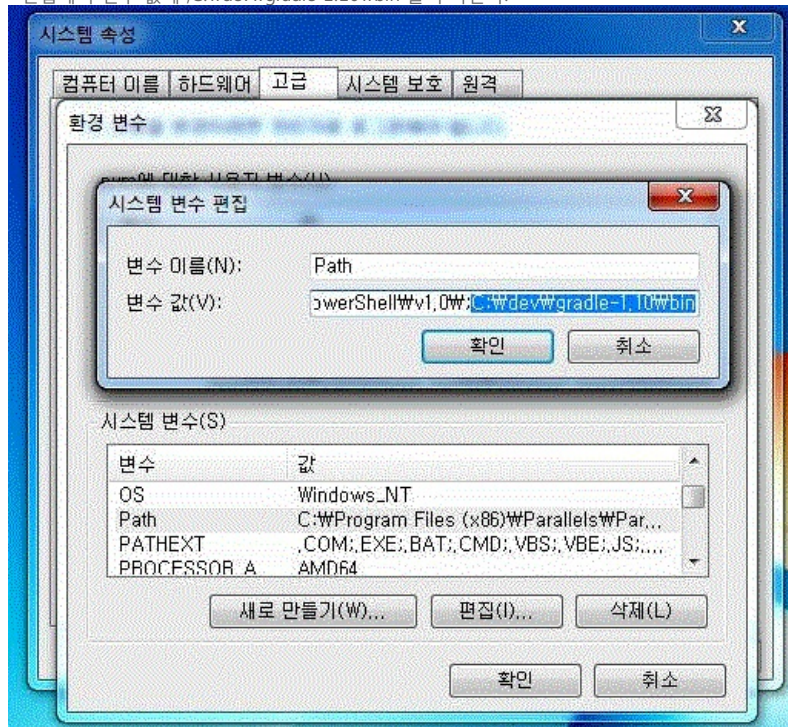 시스템 속성
컴퓨터 이름 하드웨어 고급 시스템 보호 원격
환경 변수
시스템 변수 편집
변수 이름(N): Path
변수 값(V): owerShell₩v1,0₩;C:₩dev₩gradle-1,10₩bin
확인 취소
시스템 변수(S)
변수 값
OS Windows_NT
Path C:₩Program Files (x86)₩Parallels₩Par...
PATHEXT .COM;.EXE;.BAT;.CMD;.VBS;.VBE;.JS;....
PROCESSOR_A... AMD64
새로 만들기(W)... 편집(I)... 삭제(L)
확인 취소